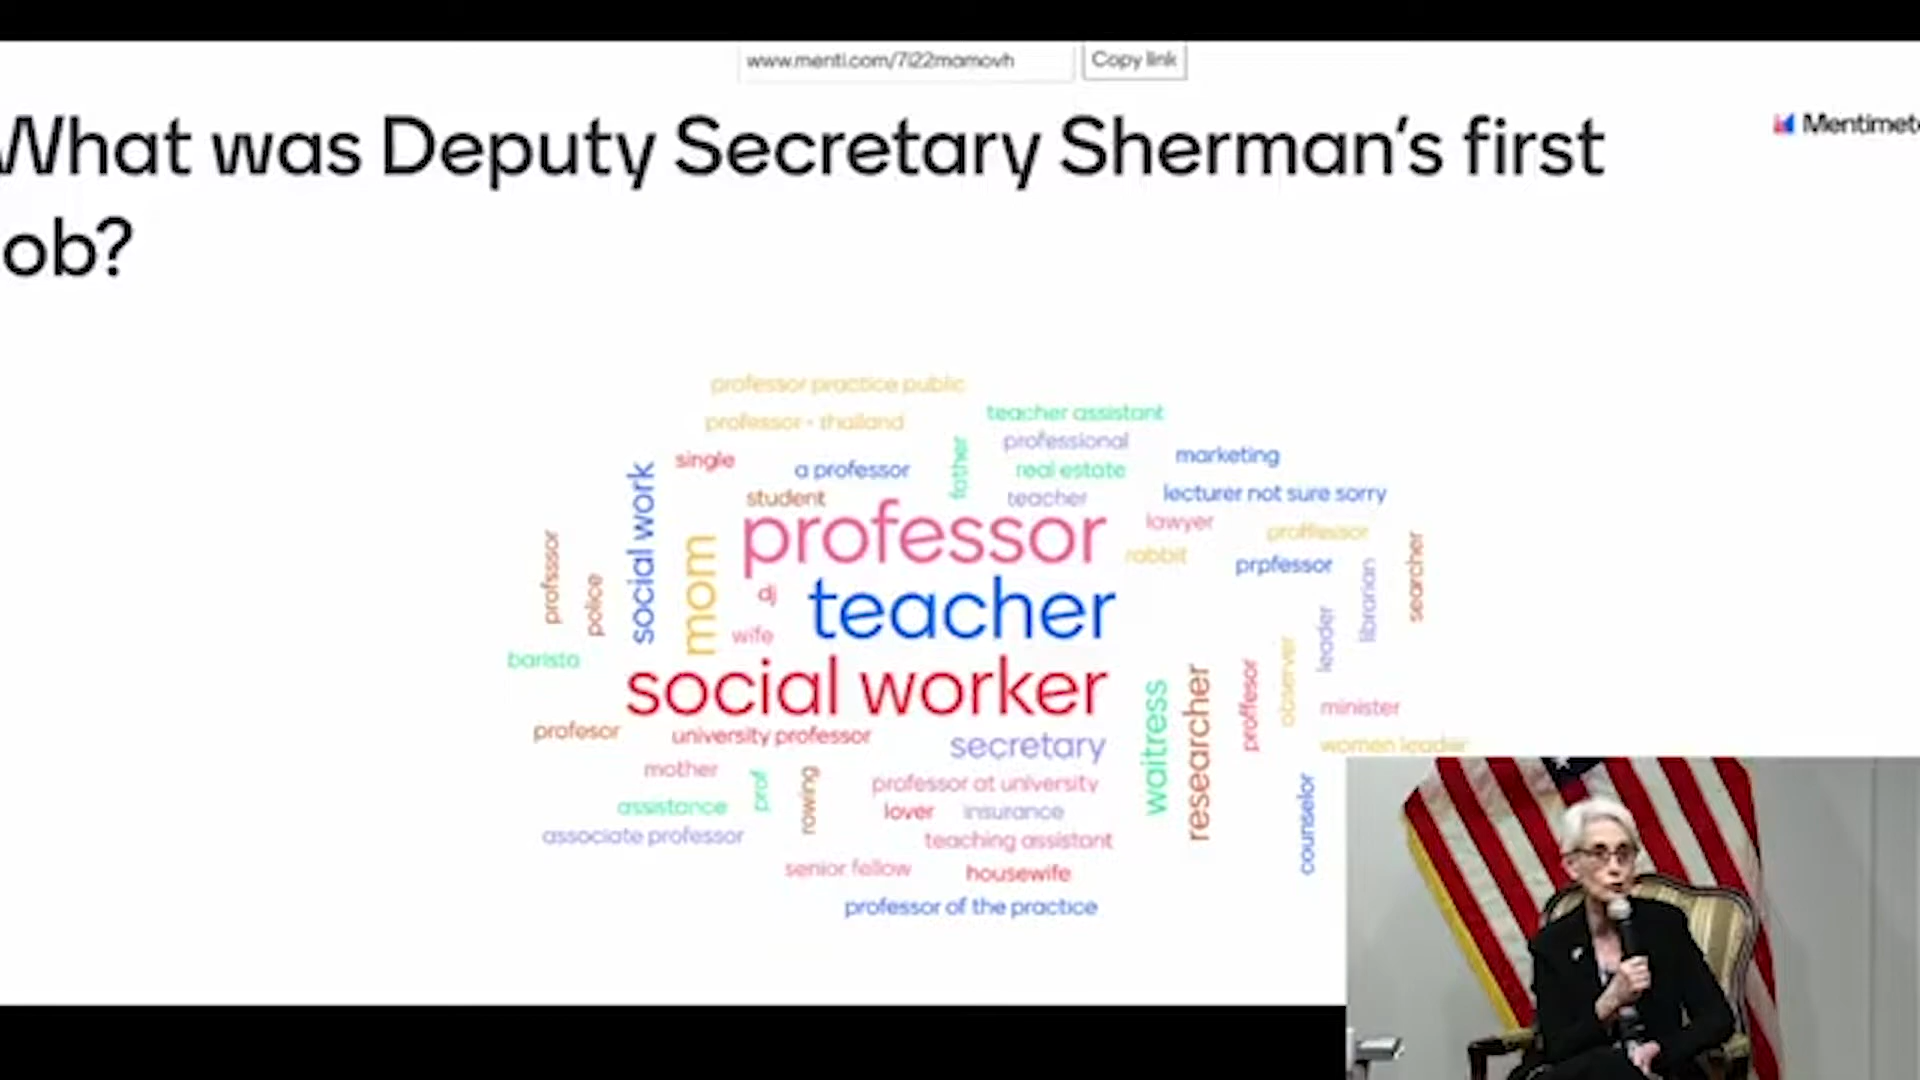 www.menti.com/7i22mamovh
Copy link
What was Deputy Secretary Sherman's first
ob?
Mentimet
professor practice public
teacher assistant
professor - thailand
professional
father
marketing
single
a professor
real estate
social work
student
teacher
lecturer not sure sorry
professor
lawyer
proffessor
rabbit
prpfessor
searcher
librarian
profssor
police
mom
dj
teacher
leader
wife
barista
social worker
observer
proffesor
researcher
waitress
minister
profesor
university professor
secretary
women leader
mother
prof
rowing
professor at university
counselor
assistance
lover
insurance
associate professor
teaching assistant
senior fellow
housewife
professor of the practice